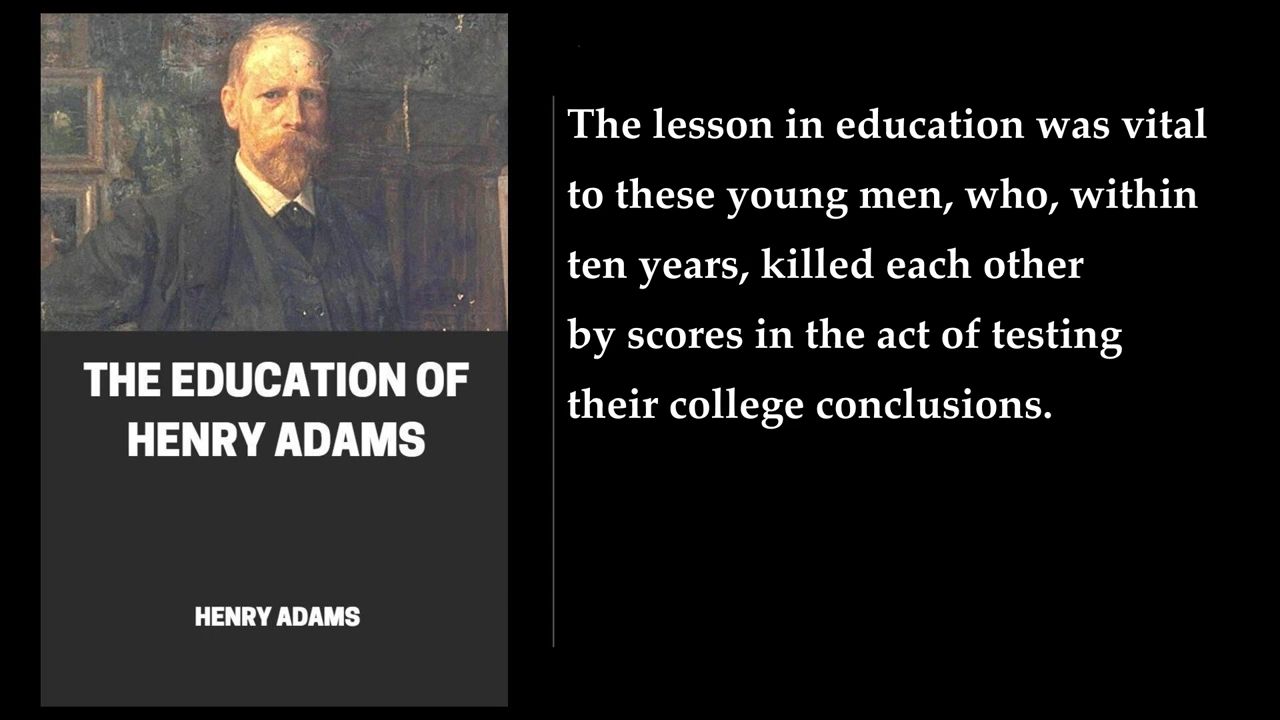 THE EDUCATION OF
HENRY ADAMS
HENRY ADAMS
The lesson in education was vital
to these young men, who, within
ten years, killed each other
by scores in the act of testing
their college conclusions.